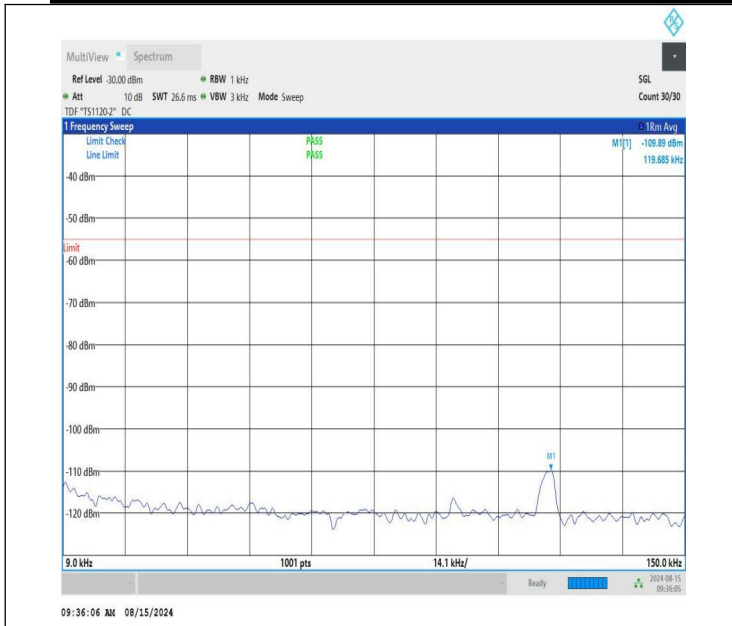 MultiView Spectrum
Ref Level -30.00 dBm RBW 1 kHz SGL
Att 10 dB SWT 26.6 ms VBW 3 kHz Mode Sweep Count 30/30
TDF "TS1120-2" DC
1 Frequency Sweep 1Rm Avg
Limit Check PASS M1[1] -109.89 dBm
Line Limit PASS 119.685 kHz
-40 dBm
-50 dBm
Limit
-60 dBm
-70 dBm
-80 dBm
-90 dBm
-100 dBm
M1
-110 dBm
-120 dBm
9.0 kHz 1001 pts 14.1 kHz/ 150.0 kHz
Ready 2024-08-15
09:36:05
09:36:06 AM 08/15/2024